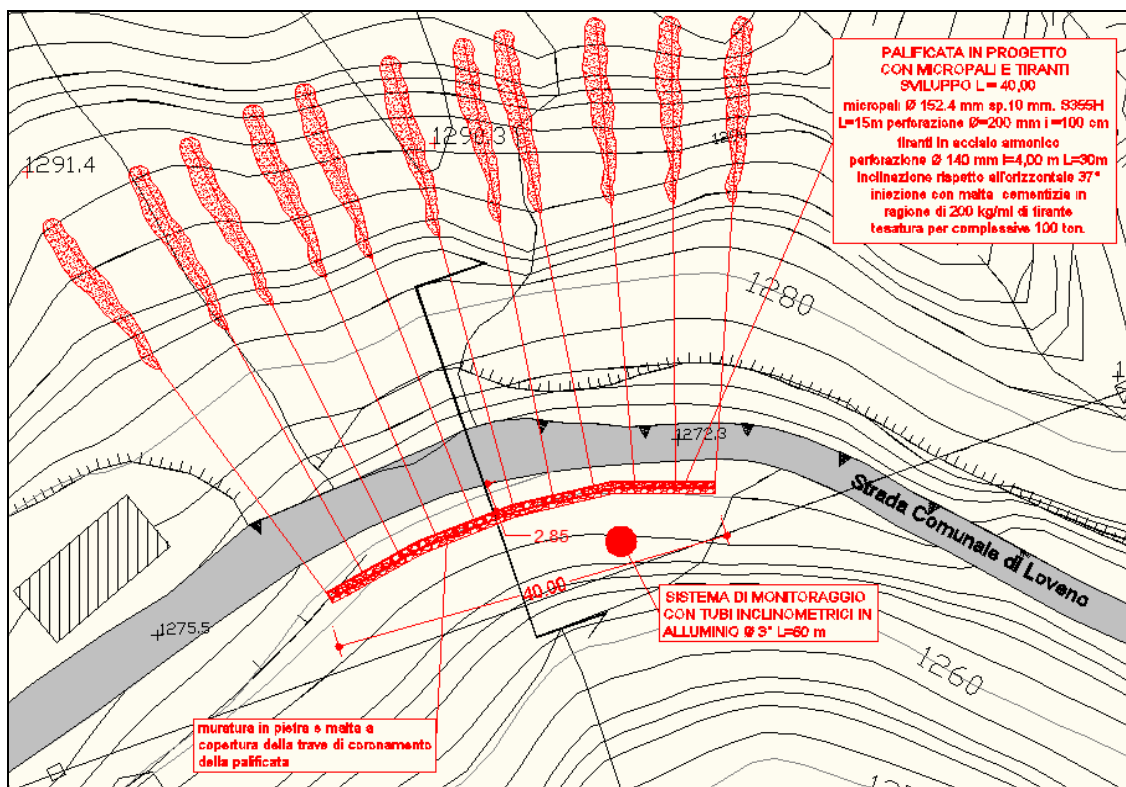 PALIFICATA IN PROGETTO
CON MICROPALI E TIRANTI
SVILUPPO L = 40,00
micropali Ø 152.4 mm sp.10 mm. S355H
L=15m perforazione Ø=200 mm i =100 cm
tiranti in acciaio armonico
perforazione Ø 140 mm i=4,00 m L=30m
inclinazione rispetto all'orizzontale 37°
iniezione con malta cementizia in
ragione di 200 kg/ml di tirante
tesatura per complessive 100 ton.
1291.4
1290.3
1280
1272.3
Strada Comunale di Loveno
2.85
40.00
SISTEMA DI MONITORAGGIO
CON TUBI INCLINOMETRICI IN
ALLUMINIO Ø 3" L=60 m
1275.5
1260
muratura in pietra e malta a
copertura della trave di coronamento
della palificata